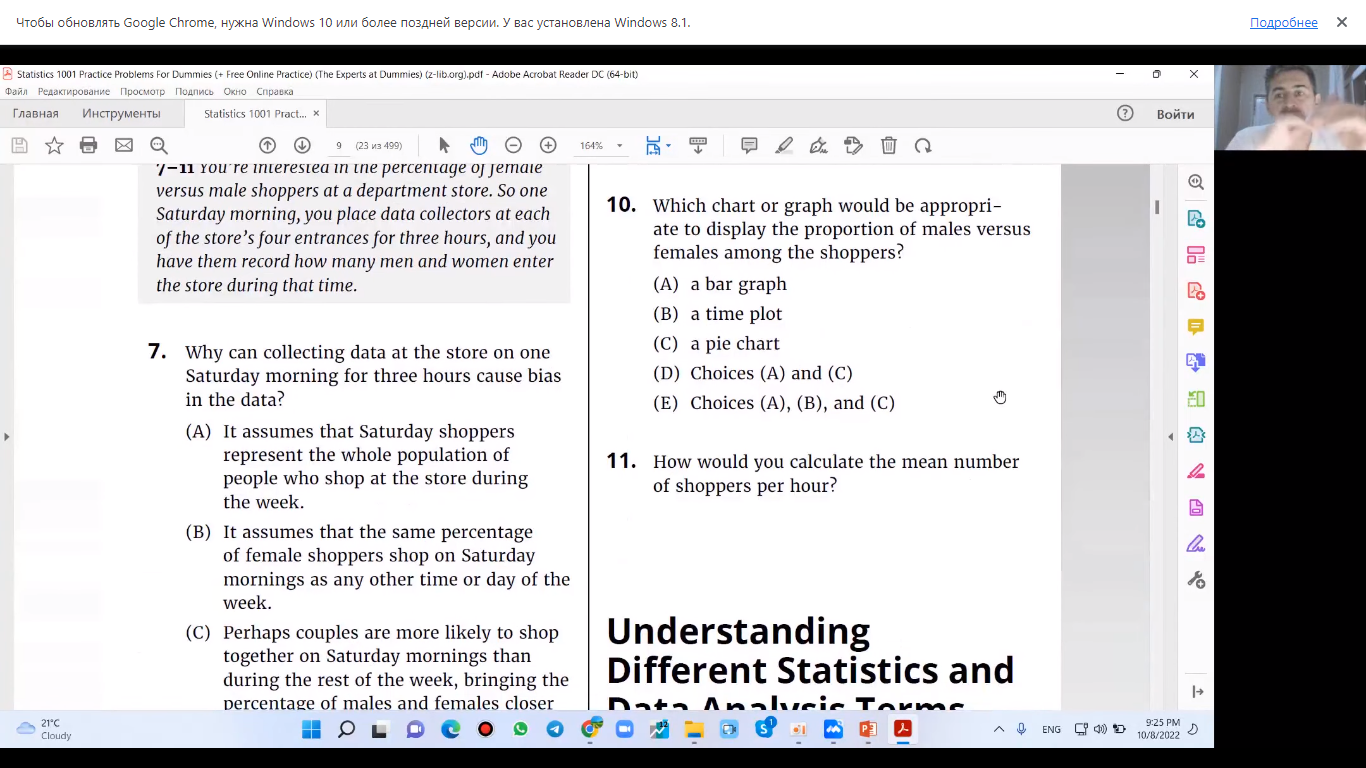 Чтобы обновлять Google Chrome, нужна Windows 10 или более поздней версии. У вас установлена Windows 8.1.
Подробнее
Statistics 1001 Practice Problems For Dummies (+ Free Online Practice) (The Experts at Dummies) (z-lib.org).pdf - Adobe Acrobat Reader DC (64-bit)
Файл Редактирование Просмотр Подпись Окно Справка
Главная Инструменты Statistics 1001 Pract... Войти
9 (23 из 499) 164%
7–11 You're interested in the percentage of female
versus male shoppers at a department store. So one
Saturday morning, you place data collectors at each
of the store's four entrances for three hours, and you
have them record how many men and women enter
the store during that time.
7. Why can collecting data at the store on one
Saturday morning for three hours cause bias
in the data?
(A) It assumes that Saturday shoppers
represent the whole population of
people who shop at the store during
the week.
(B) It assumes that the same percentage
of female shoppers shop on Saturday
mornings as any other time or day of the
week.
(C) Perhaps couples are more likely to shop
together on Saturday mornings than
during the rest of the week, bringing the
percentage of males and females closer
10. Which chart or graph would be appropri-
ate to display the proportion of males versus
females among the shoppers?
(A) a bar graph
(B) a time plot
(C) a pie chart
(D) Choices (A) and (C)
(E) Choices (A), (B), and (C)
11. How would you calculate the mean number
of shoppers per hour?
Understanding
Different Statistics and
Data Analysis Terms
21°C
Cloudy
ENG
9:25 PM
10/8/2022